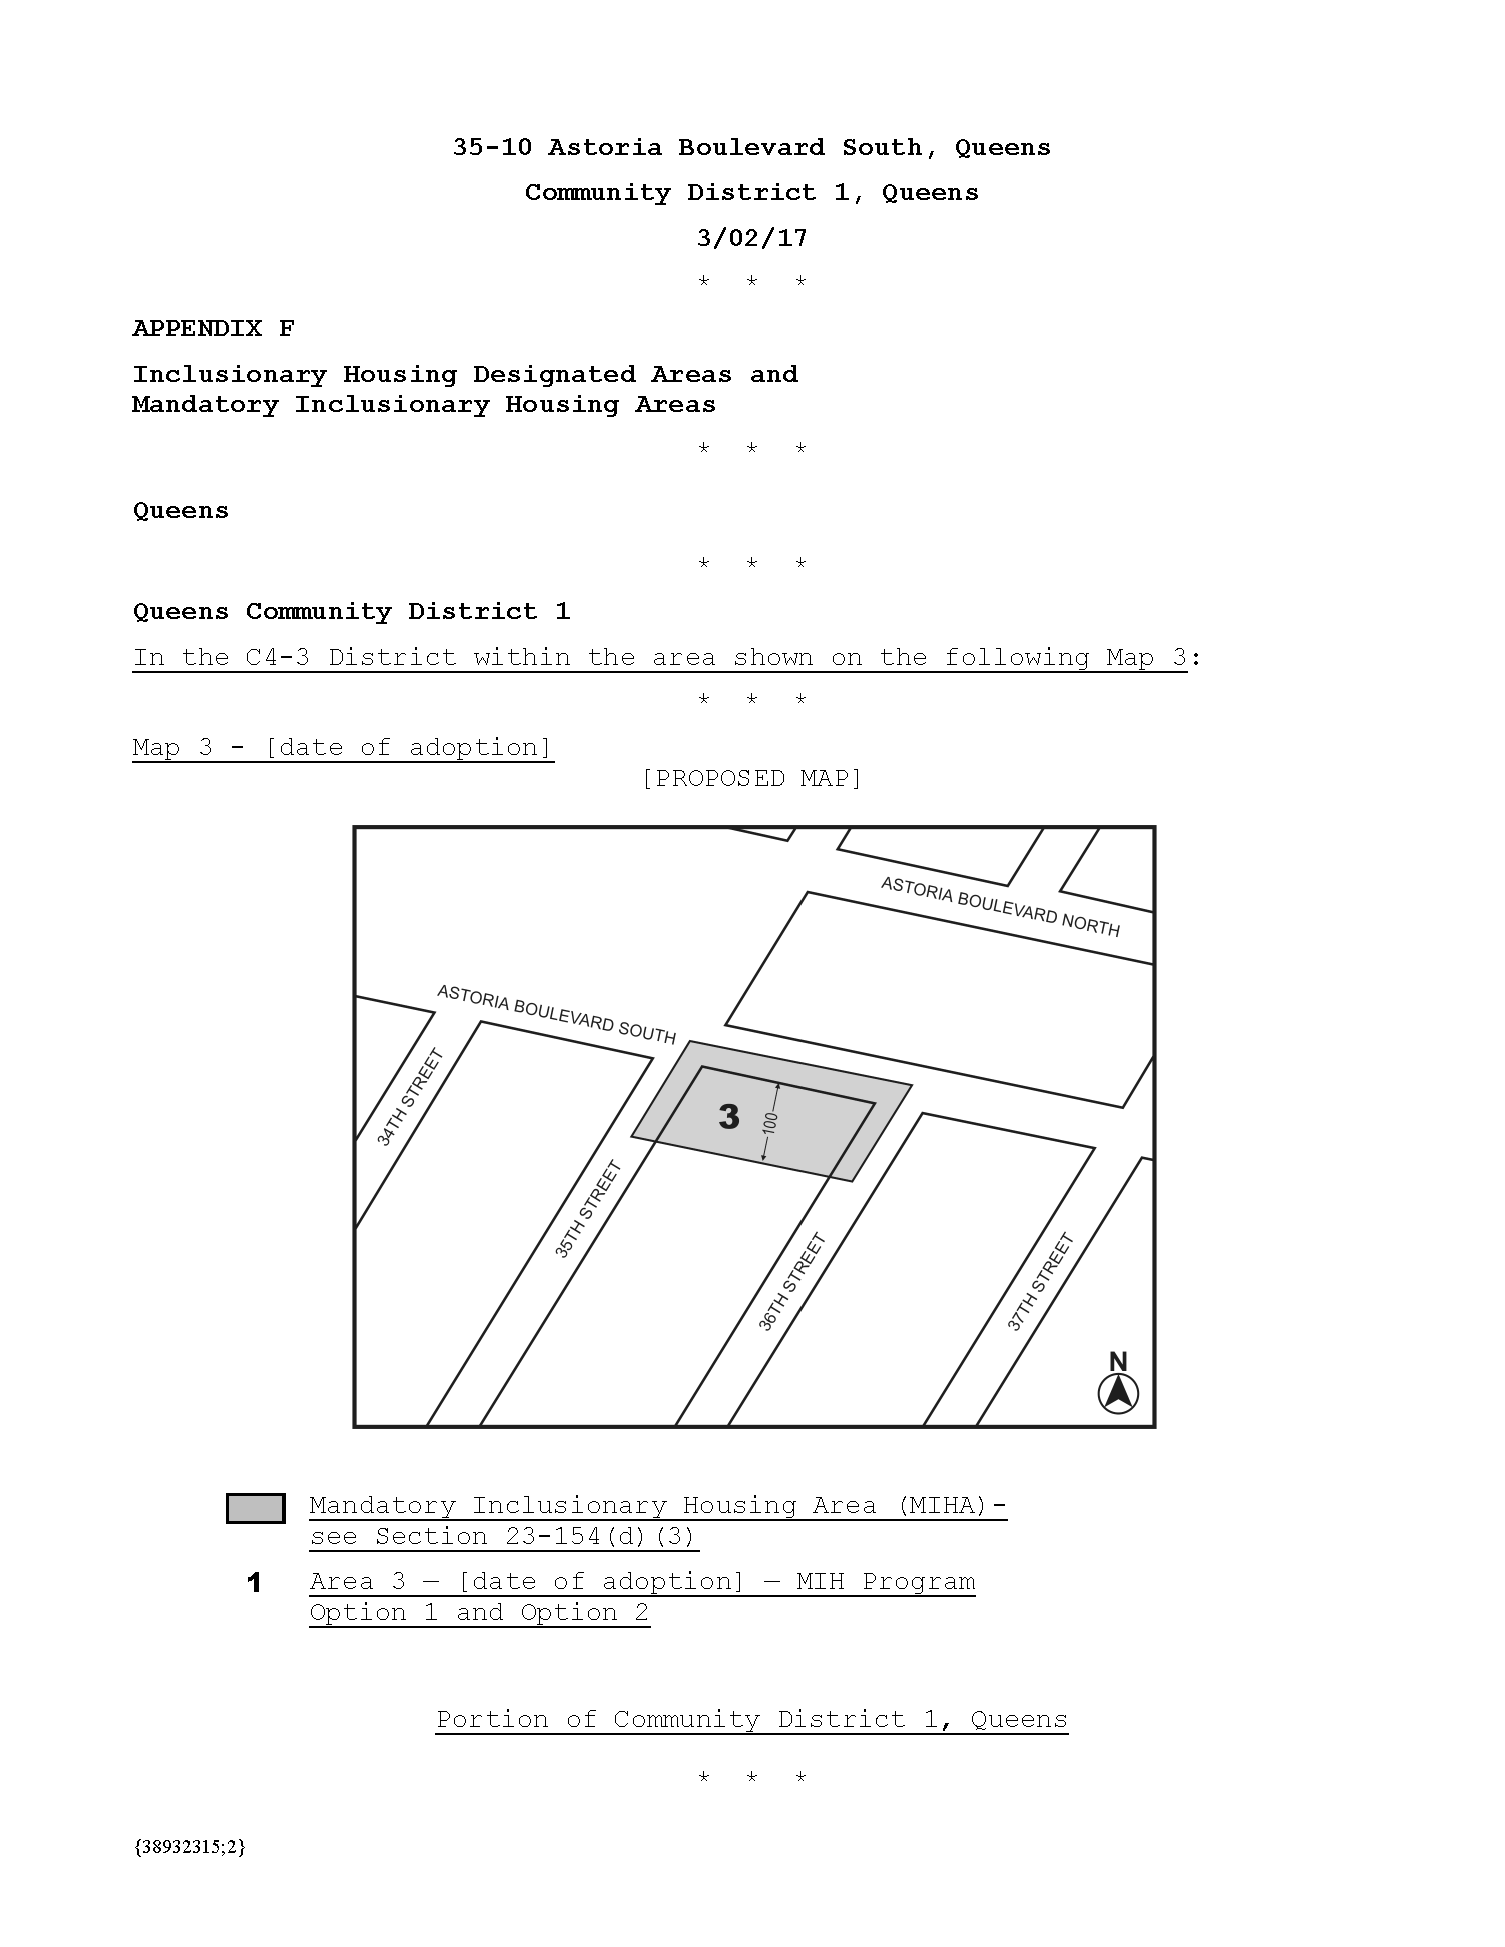 35-10 Astoria Boulevard South, Queens
Community District 1, Queens
3/02/17
* * *
APPENDIX F
Inclusionary Housing Designated Areas and
Mandatory Inclusionary Housing Areas
* * *
Queens
* * *
Queens Community District 1
In the C4-3 District within the area shown on the following Map 3:
* * *
Map 3 - [date of adoption]
[PROPOSED MAP]
ASTORIA BOULEVARD NORTH
ASTORIA BOULEVARD SOUTH
34TH STREET
3
100
35TH STREET
36TH STREET
37TH STREET
N
Mandatory Inclusionary Housing Area (MIHA)-
see Section 23-154(d)(3)
1 Area 3 — [date of adoption] — MIH Program
Option 1 and Option 2
Portion of Community District 1, Queens
* * *
{38932315;2}